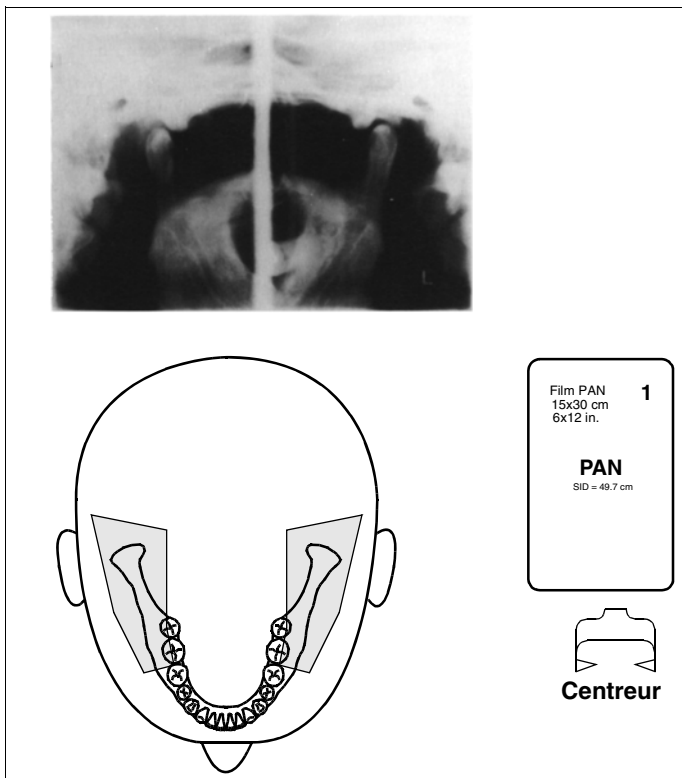 L
Film PAN 1
15x30 cm
6x12 in.
PAN
SID = 49.7 cm
Centreur